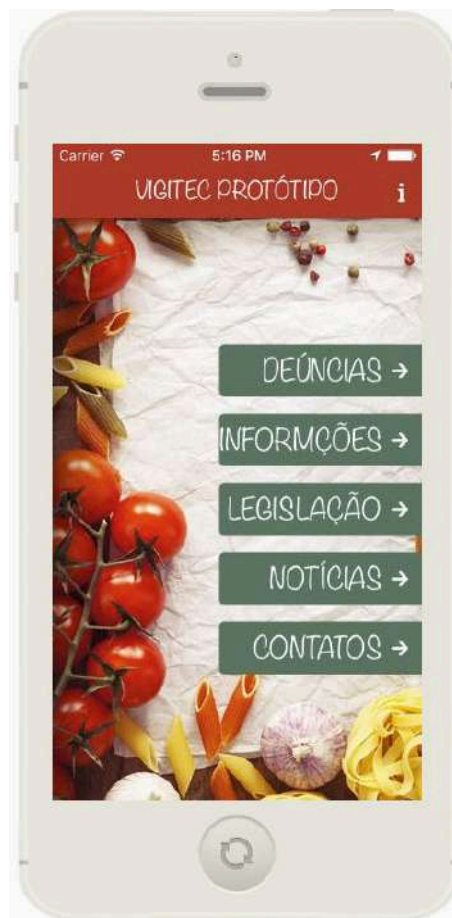 Carrier 5:16 PM
VIGITEC PROTÓTIPO i
DEÚNCIAS →
INFORMÇÕES →
LEGISLAÇÃO →
NOTÍCIAS →
CONTATOS →